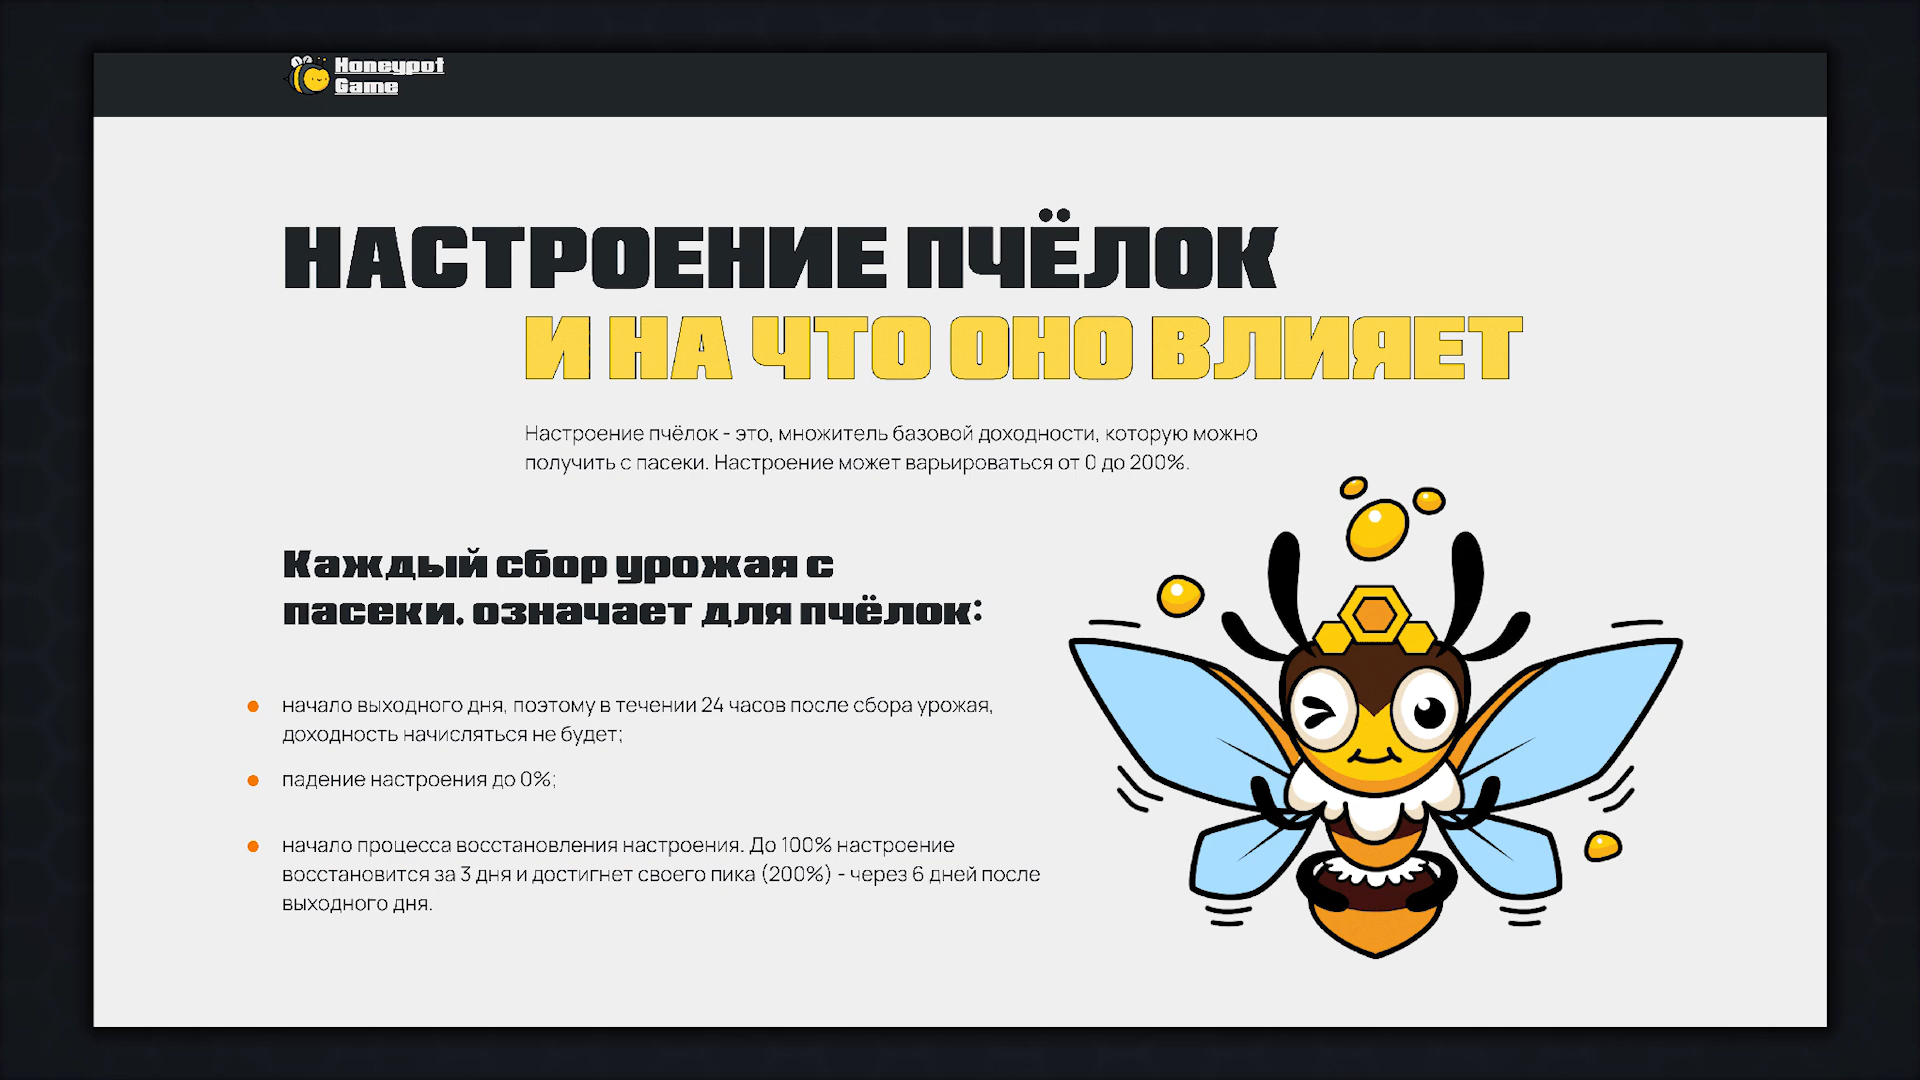 Honeypot
Game
НАСТРОЕНИЕ ПЧЁЛОК
И НА ЧТО ОНО ВЛИЯЕТ
Настроение пчёлок - это, множитель базовой доходности, которую можно
получить с пасеки. Настроение может варьироваться от 0 до 200%.
Каждый сбор урожая с
пасеки, означает для пчёлок:
начало выходного дня, поэтому в течении 24 часов после сбора урожая,
доходность начисляться не будет;
падение настроения до 0%;
начало процесса восстановления настроения. До 100% настроение
восстановится за 3 дня и достигнет своего пика (200%) - через 6 дней после
выходного дня.